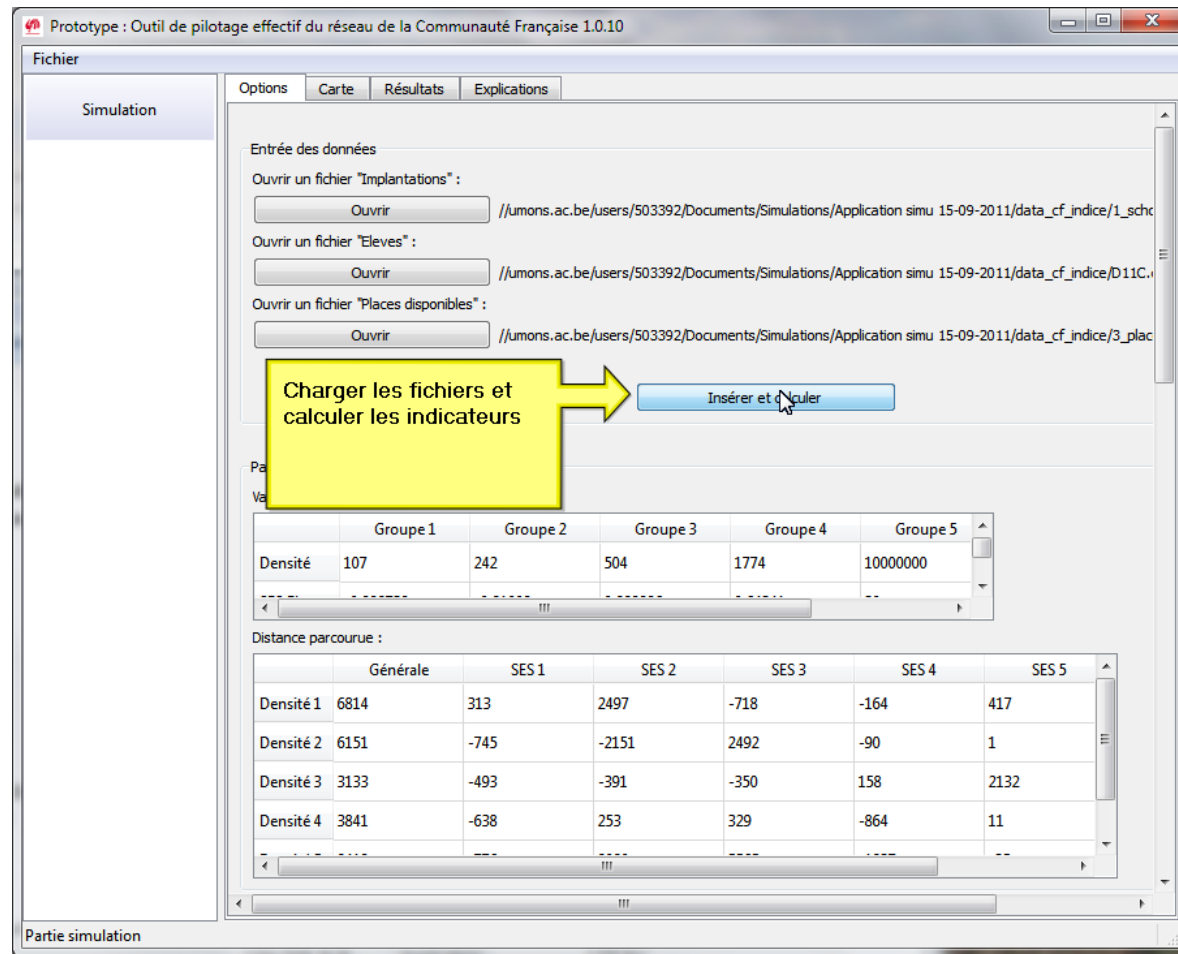 Prototype : Outil de pilotage effectif du réseau de la Communauté Française 1.0.10
Fichier
Simulation
Options Carte Résultats Explications
Entrée des données
Ouvrir un fichier "Implantations" :
Ouvrir //umons.ac.be/users/503392/Documents/Simulations/Application simu 15-09-2011/data_cf_indice/1_scho
Ouvrir un fichier "Eleves" :
Ouvrir //umons.ac.be/users/503392/Documents/Simulations/Application simu 15-09-2011/data_cf_indice/D11C.
Ouvrir un fichier "Places disponibles" :
Ouvrir //umons.ac.be/users/503392/Documents/Simulations/Application simu 15-09-2011/data_cf_indice/3_plac
Charger les fichiers et
calculer les indicateurs
Insérer et calculer
Pa
Va
Groupe 1 Groupe 2 Groupe 3 Groupe 4 Groupe 5
Densité 107 242 504 1774 10000000
Distance parcourue :
Générale SES 1 SES 2 SES 3 SES 4 SES 5
Densité 1 6814 313 2497 -718 -164 417
Densité 2 6151 -745 -2151 2492 -90 1
Densité 3 3133 -493 -391 -350 158 2132
Densité 4 3841 -638 253 329 -864 11
Partie simulation